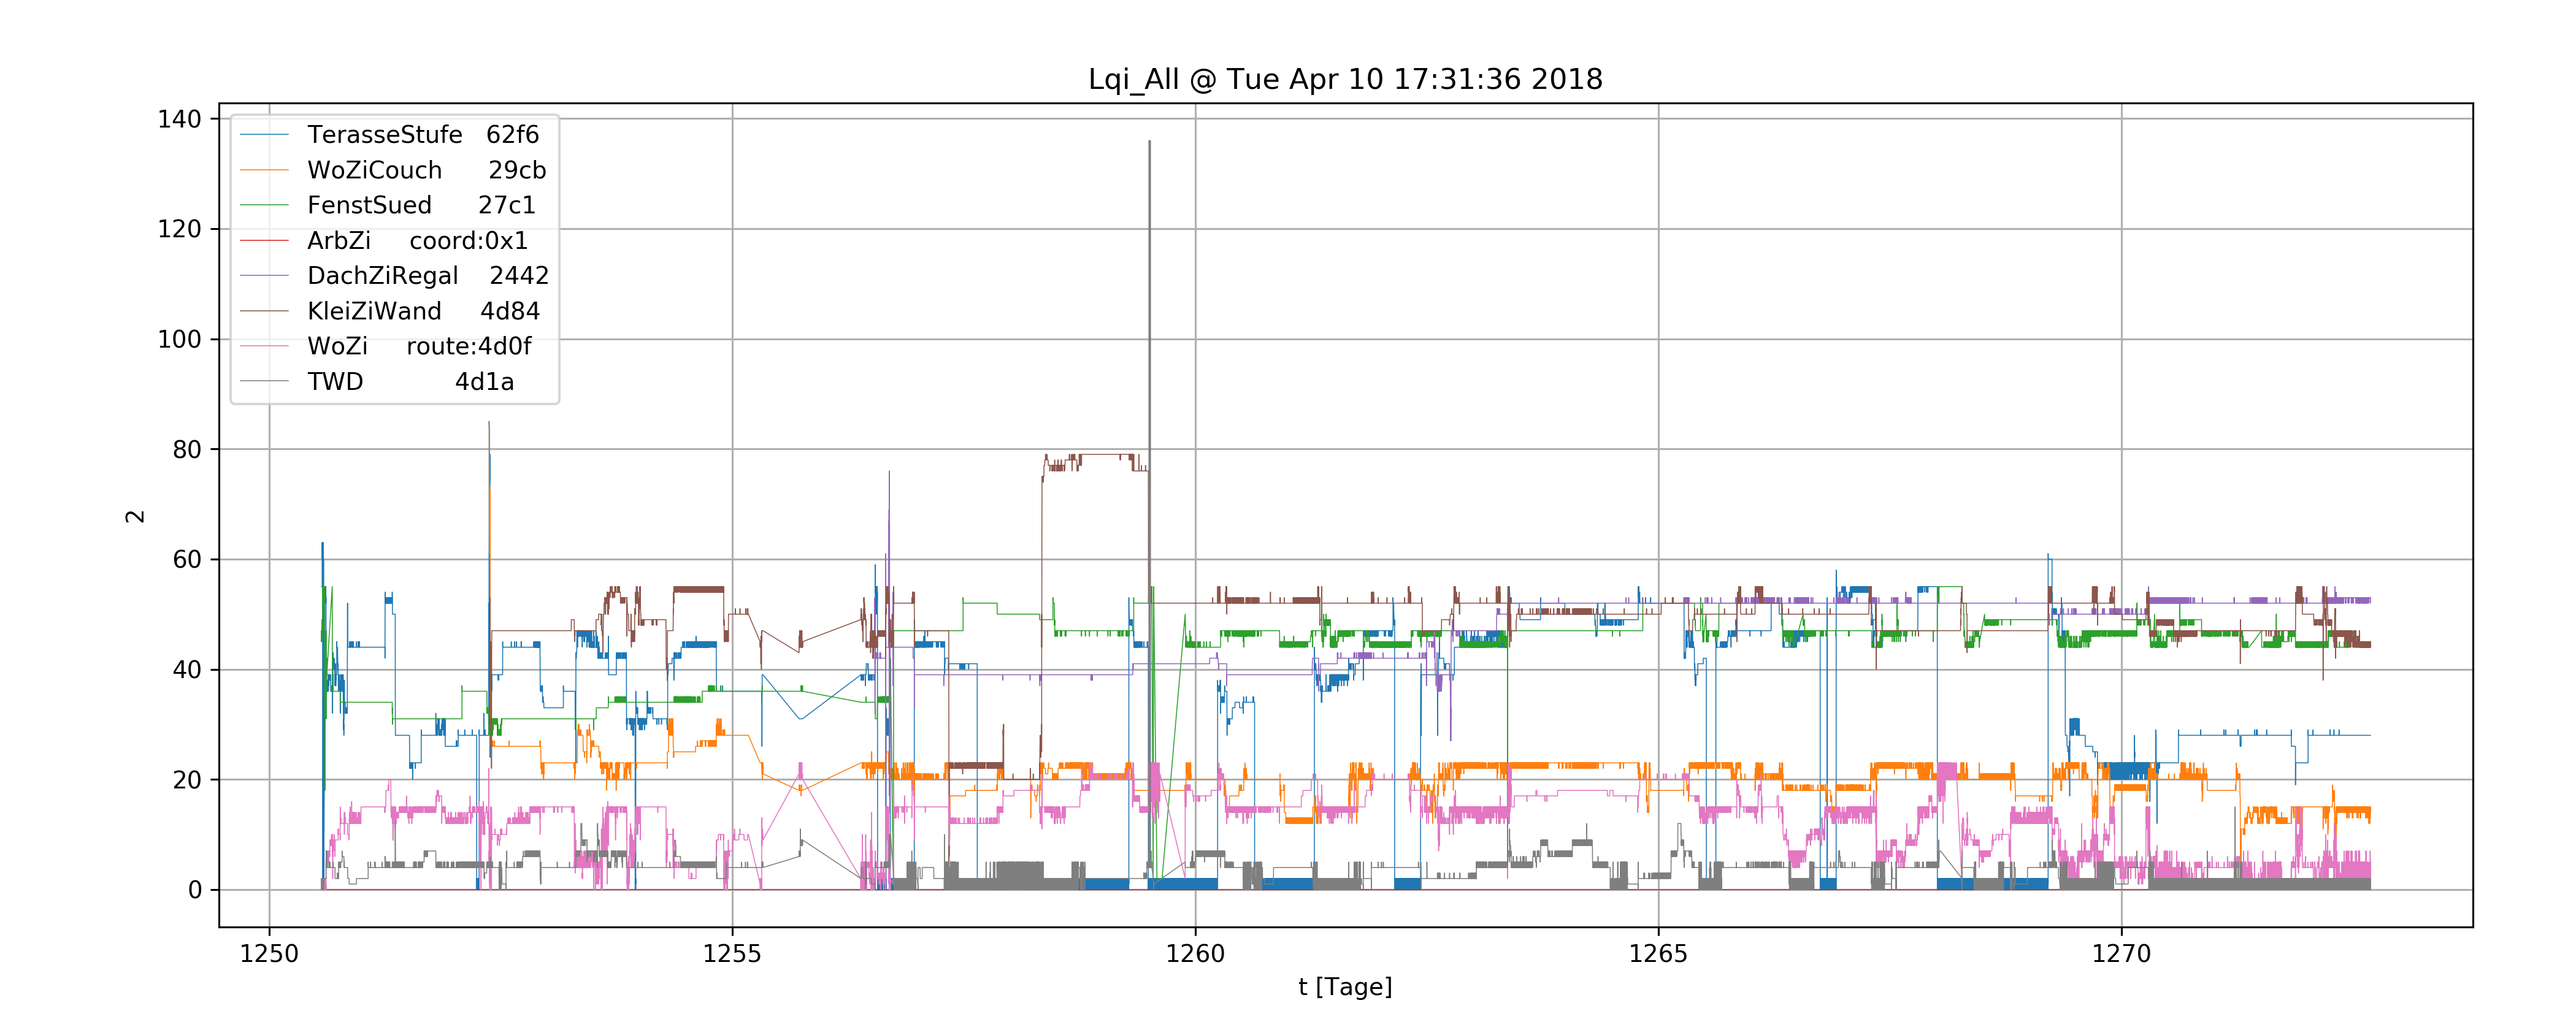 Lqi_All @ Tue Apr 10 17:31:36 2018
140
120
100
80
60
40
20
0
2
TerasseStufe 62f6
WoZiCouch 29cb
FenstSued 27c1
ArbZi coord:0x1
DachZiRegal 2442
KleiZiWand 4d84
WoZi route:4d0f
TWD 4d1a
1250 1255 1260 1265 1270
t [Tage]